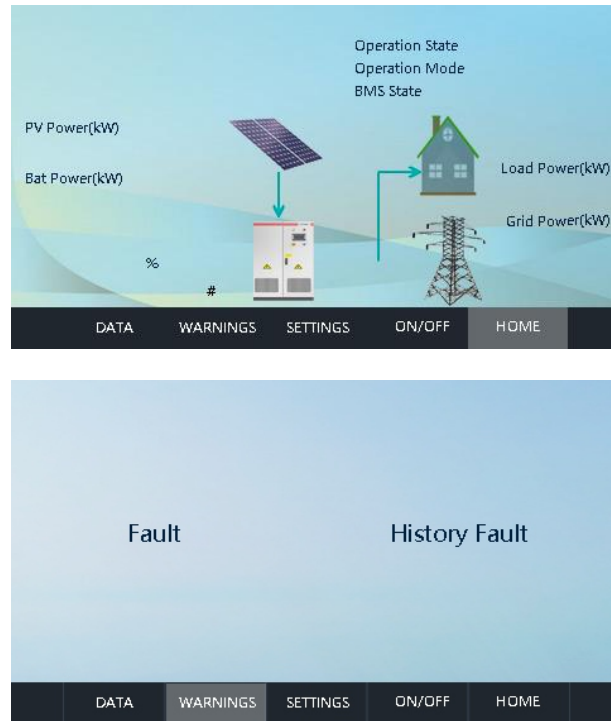 Operation State
Operation Mode
BMS State
PV Power(kW)
Bat Power(kW)
Load Power(kW)
Grid Power(kW)
%
#
DATA WARNINGS SETTINGS ON/OFF HOME
Fault History Fault
DATA WARNINGS SETTINGS ON/OFF HOME